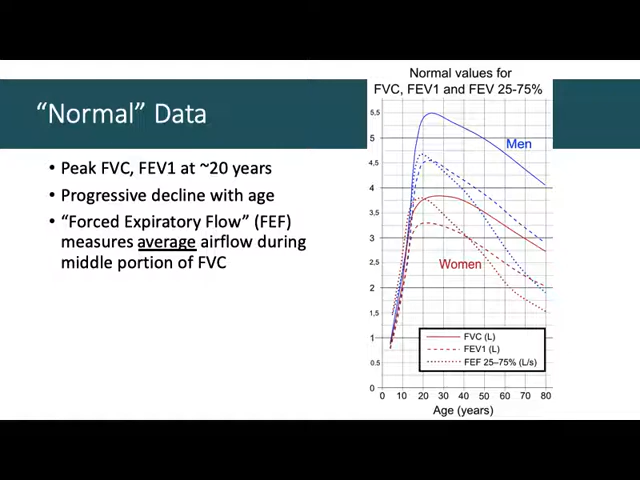 "Normal" Data
• Peak FVC, FEV1 at ~20 years
• Progressive decline with age
• "Forced Expiratory Flow" (FEF)
measures average airflow during
middle portion of FVC
Normal values for
FVC, FEV1 and FEV 25-75%
5,5
5
4,5
4
3,5
3
2,5
2
1,5
1
0.5
0
Men
Women
FVC (L)
FEV1 (L)
FEF 25–75% (L/s)
0 10 20 30 40 50 60 70 80
Age (years)